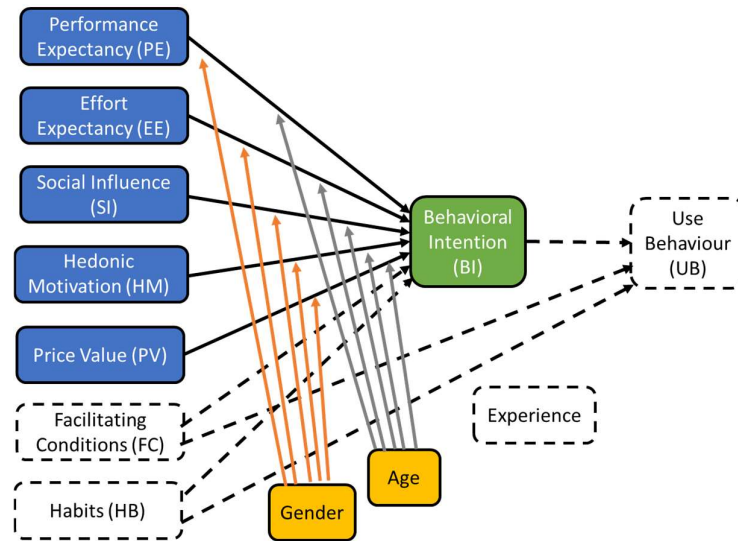 Performance
Expectancy (PE)
Effort
Expectancy (EE)
Social Influence
(SI)
Hedonic
Motivation (HM)
Price Value (PV)
Facilitating
Conditions (FC)
Habits (HB)
Gender
Age
Behavioral
Intention
(BI)
Experience
Use
Behaviour
(UB)